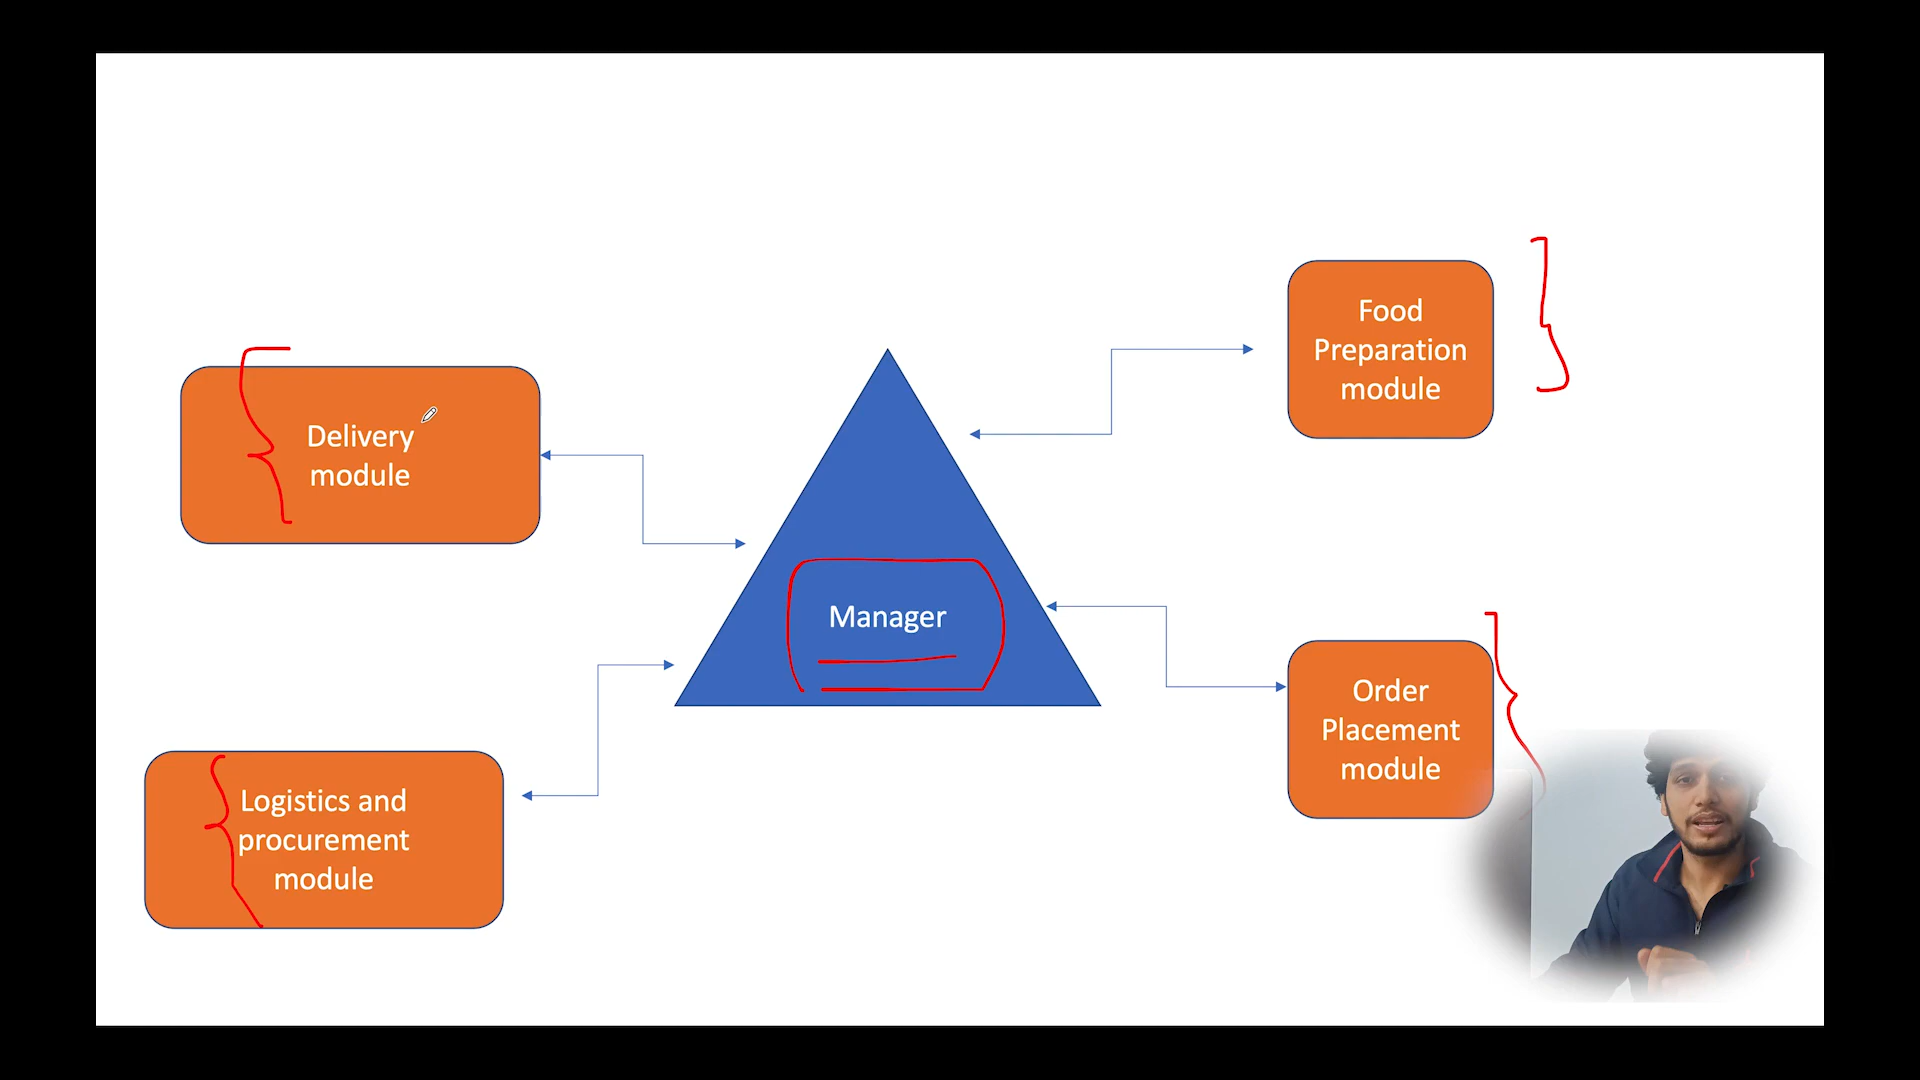 Delivery
module
Logistics and
procurement
module
Manager
Food
Preparation
module
Order
Placement
module